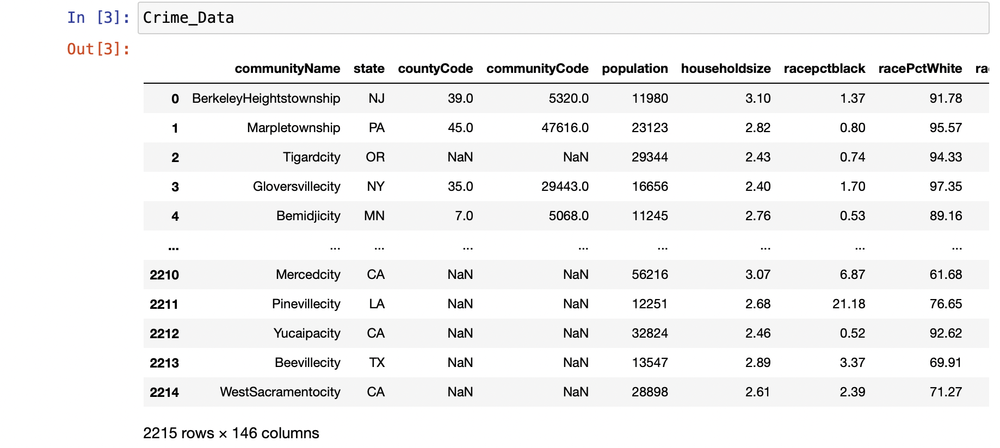 In [3]: Crime_Data
Out[3]:
communityName state countyCode communityCode population householdsize racepctblack racePctWhite ra
0 BerkeleyHeightstownship NJ 39.0 5320.0 11980 3.10 1.37 91.78
1 Marpletownship PA 45.0 47616.0 23123 2.82 0.80 95.57
2 Tigardcity OR NaN NaN 29344 2.43 0.74 94.33
3 Gloversvillecity NY 35.0 29443.0 16656 2.40 1.70 97.35
4 Bemidjicity MN 7.0 5068.0 11245 2.76 0.53 89.16
... ... ... ... ... ... ... ... ...
2210 Mercedcity CA NaN NaN 56216 3.07 6.87 61.68
2211 Pinevillecity LA NaN NaN 12251 2.68 21.18 76.65
2212 Yucaipacity CA NaN NaN 32824 2.46 0.52 92.62
2213 Beevillecity TX NaN NaN 13547 2.89 3.37 69.91
2214 WestSacramentocity CA NaN NaN 28898 2.61 2.39 71.27
2215 rows × 146 columns